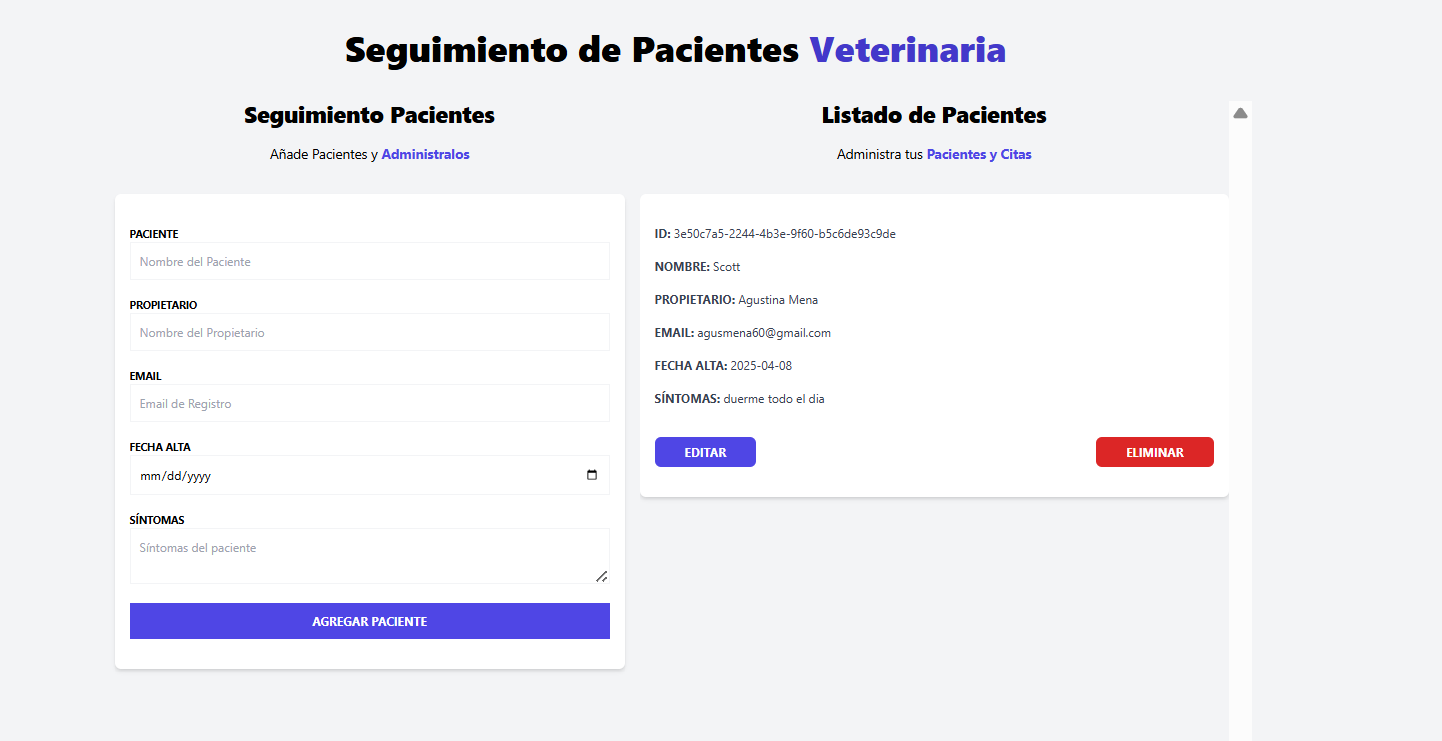 Seguimiento de Pacientes Veterinaria
Seguimiento Pacientes
Añade Pacientes y Administralos
PACIENTE
Nombre del Paciente
PROPIETARIO
Nombre del Propietario
EMAIL
Email de Registro
FECHA ALTA
mm/dd/yyyy
SÍNTOMAS
Síntomas del paciente
AGREGAR PACIENTE
Listado de Pacientes
Administra tus Pacientes y Citas
ID: 3e50c7a5-2244-4b3e-9f60-b5c6de93c9de
NOMBRE: Scott
PROPIETARIO: Agustina Mena
EMAIL: agusmena60@gmail.com
FECHA ALTA: 2025-04-08
SÍNTOMAS: duerme todo el dia
EDITAR
ELIMINAR